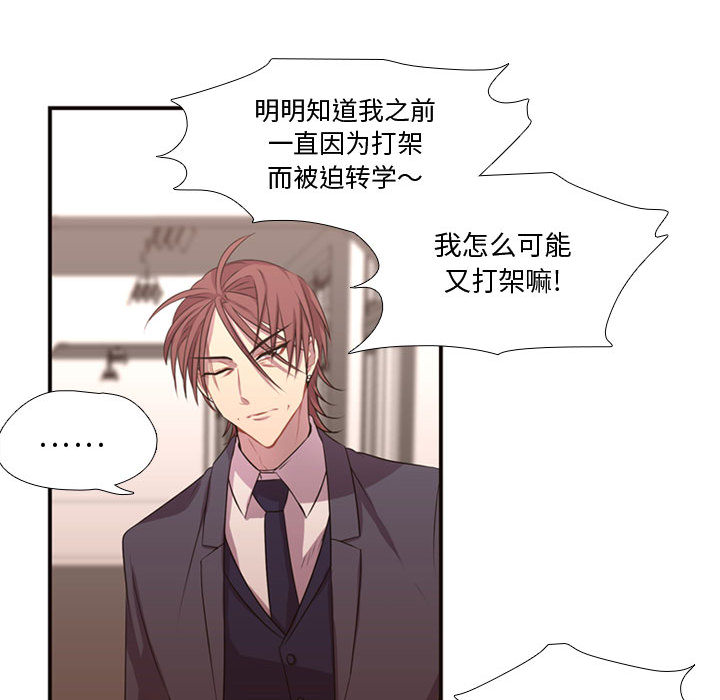 明明知道我之前
一直因为打架
而被迫转学～
我怎么可能
又打架嘛!
……